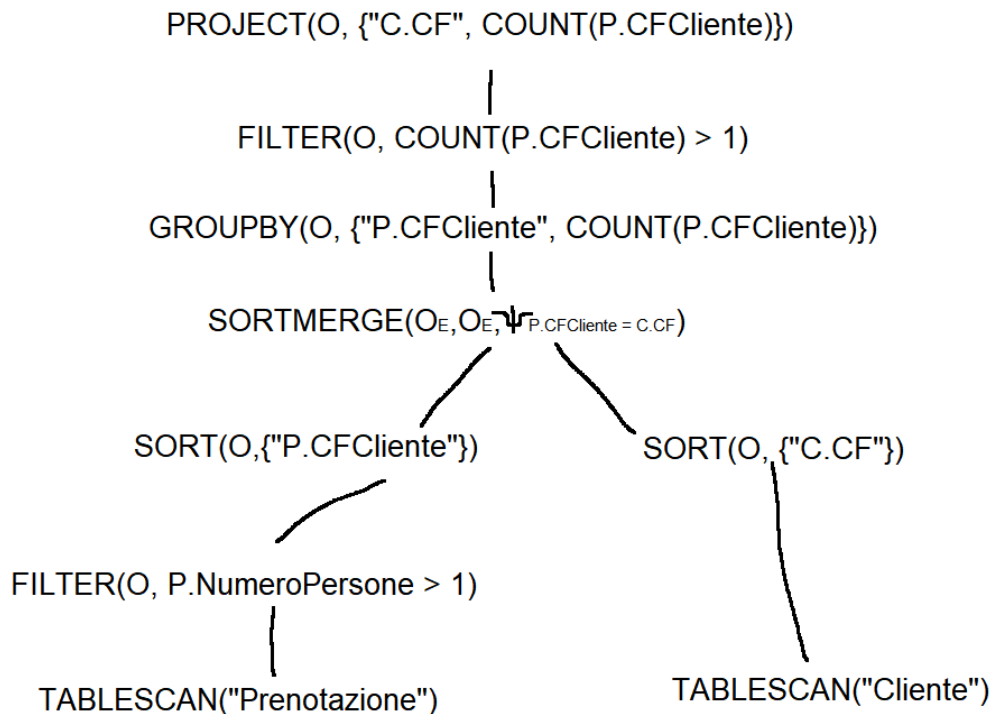 PROJECT(O, {"C.CF", COUNT(P.CFCliente)})
FILTER(O, COUNT(P.CFCliente) > 1)
GROUPBY(O, {"P.CFCliente", COUNT(P.CFCliente)})
SORTMERGE(OE,OE,ψ P.CFCliente = C.CF)
SORT(O,{"P.CFCliente"})
SORT(O, {"C.CF"})
FILTER(O, P.NumeroPersone > 1)
TABLESCAN("Prenotazione")
TABLESCAN("Cliente")